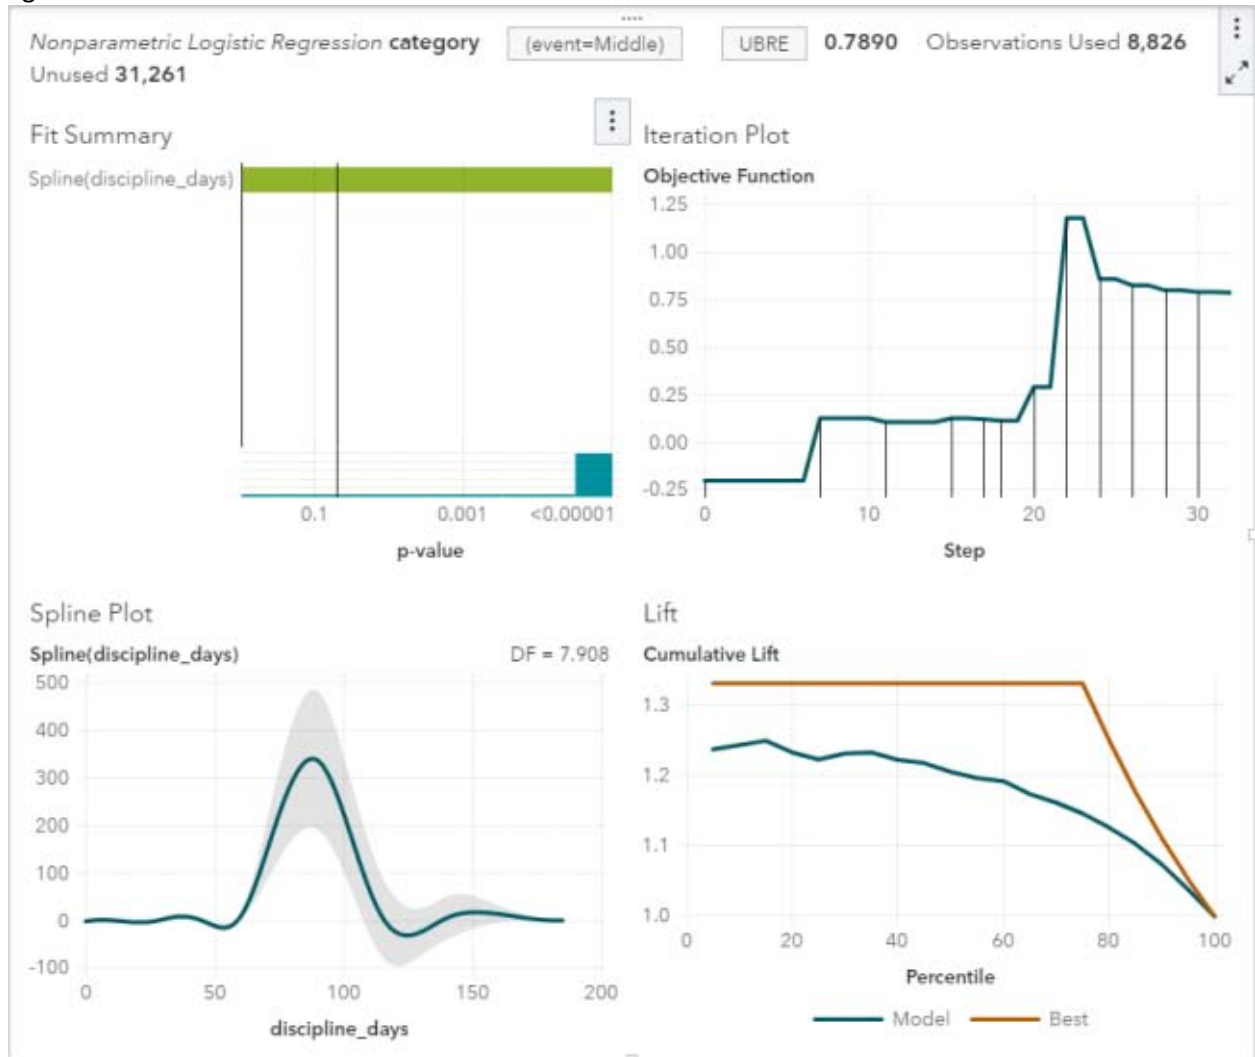 Nonparametric Logistic Regression category (event=Middle) UBRE 0.7890 Observations Used 8,826
Unused 31,261
Fit Summary
Spline(discipline_days)
0.1 0.001 <0.00001
p-value
Iteration Plot
Objective Function
1.25
1.00
0.75
0.50
0.25
0.00
-0.25
0 10 20 30
Step
Spline Plot
Spline(discipline_days) DF = 7.908
500
400
300
200
100
0
-100
0 50 100 150 200
discipline_days
Lift
Cumulative Lift
1.3
1.2
1.1
1.0
0 20 40 60 80 100
Percentile
Model Best